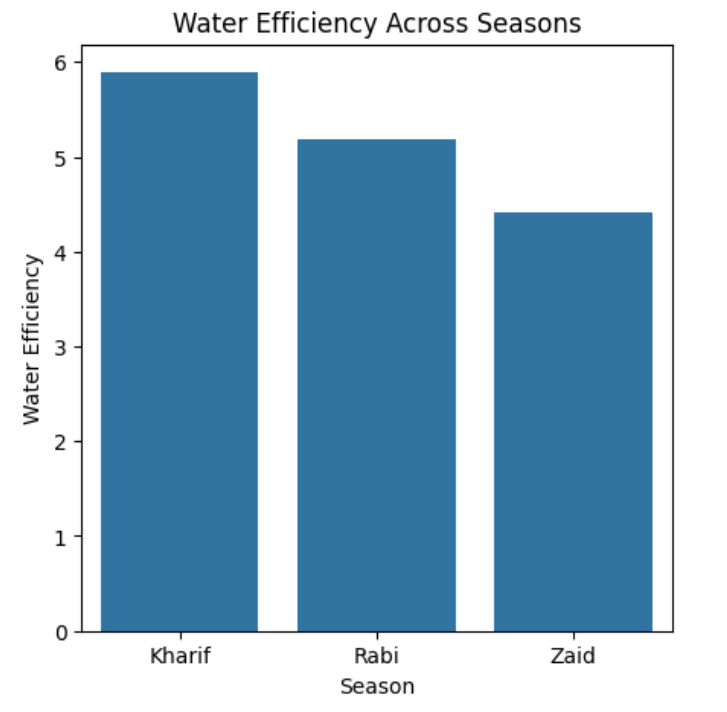 Water Efficiency Across Seasons
6
5
4
3
2
1
0
Water Efficiency
Kharif Rabi Zaid
Season